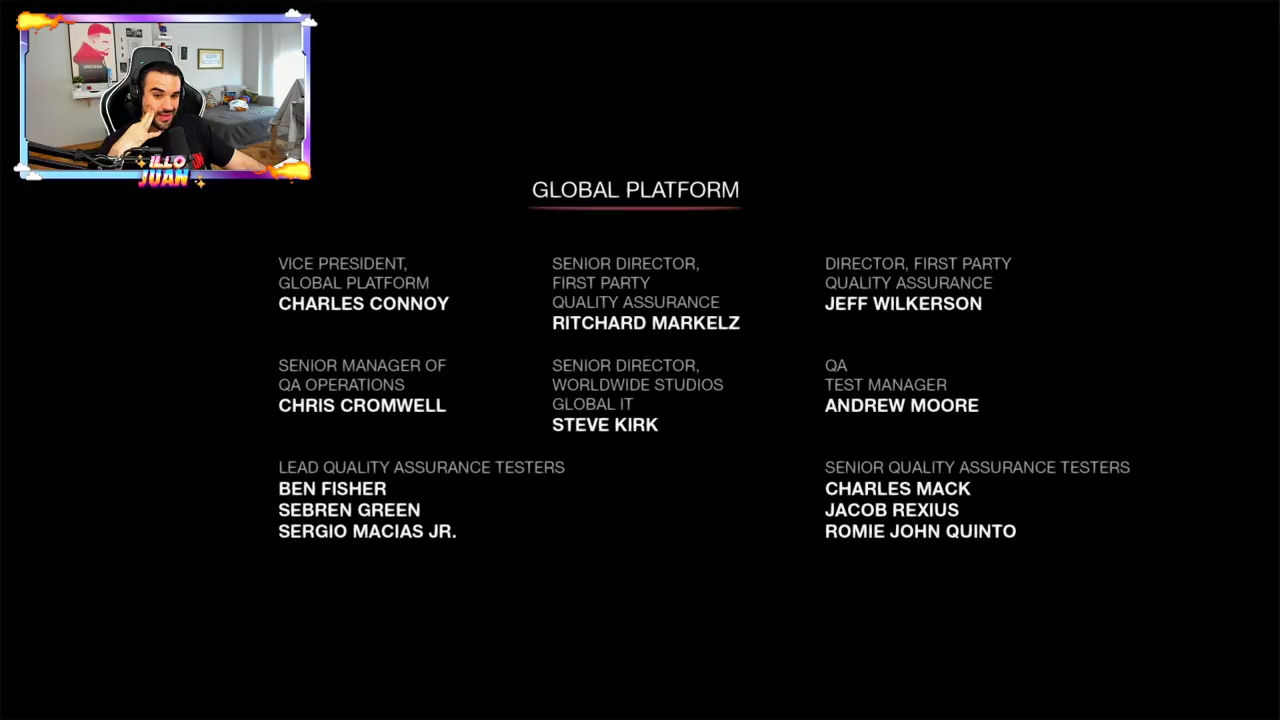 ILLO
JUAN
GLOBAL PLATFORM
VICE PRESIDENT,
GLOBAL PLATFORM
CHARLES CONNOY
SENIOR DIRECTOR,
FIRST PARTY
QUALITY ASSURANCE
RITCHARD MARKELZ
DIRECTOR, FIRST PARTY
QUALITY ASSURANCE
JEFF WILKERSON
SENIOR MANAGER OF
QA OPERATIONS
CHRIS CROMWELL
SENIOR DIRECTOR,
WORLDWIDE STUDIOS
GLOBAL IT
STEVE KIRK
QA
TEST MANAGER
ANDREW MOORE
LEAD QUALITY ASSURANCE TESTERS
BEN FISHER
SEBREN GREEN
SERGIO MACIAS JR.
SENIOR QUALITY ASSURANCE TESTERS
CHARLES MACK
JACOB REXIUS
ROMIE JOHN QUINTO